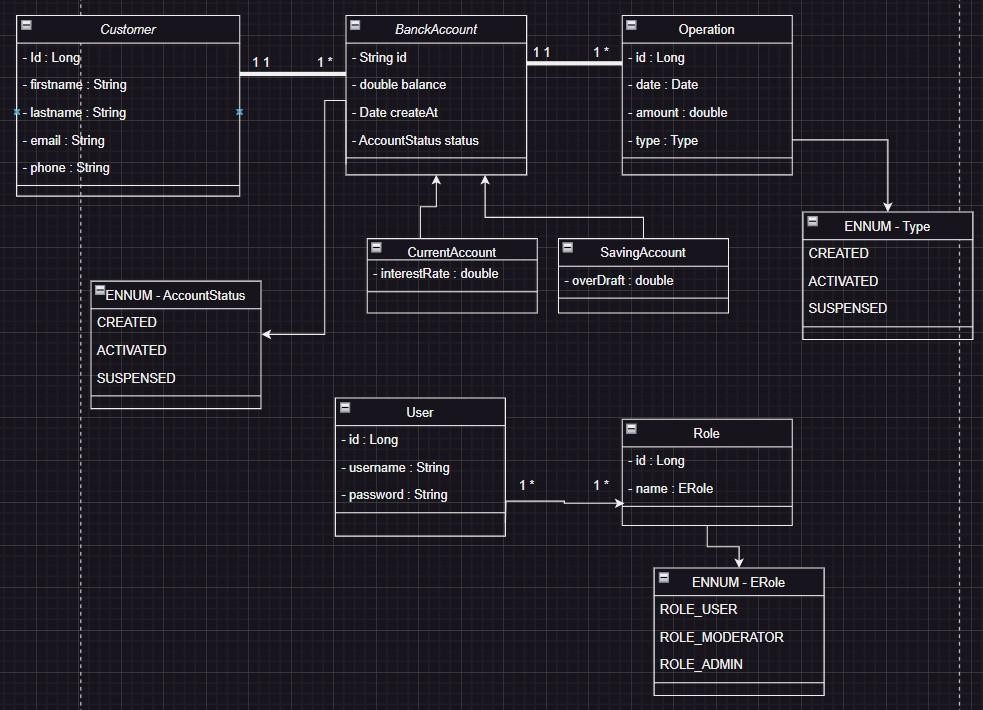 Customer
- Id : Long
- firstname : String
- lastname : String
- email : String
- phone : String
1 1
1 *
BanckAccount
- String id
- double balance
- Date createAt
- AccountStatus status
1 1
1 *
Operation
- id : Long
- date : Date
- amount : double
- type : Type
CurrentAccount
- interestRate : double
SavingAccount
- overDraft : double
ENNUM - Type
CREATED
ACTIVATED
SUSPENSED
ENNUM - AccountStatus
CREATED
ACTIVATED
SUSPENSED
User
- id : Long
- username : String
- password : String
1 *
1 *
Role
- id : Long
- name : ERole
ENNUM - ERole
ROLE_USER
ROLE_MODERATOR
ROLE_ADMIN